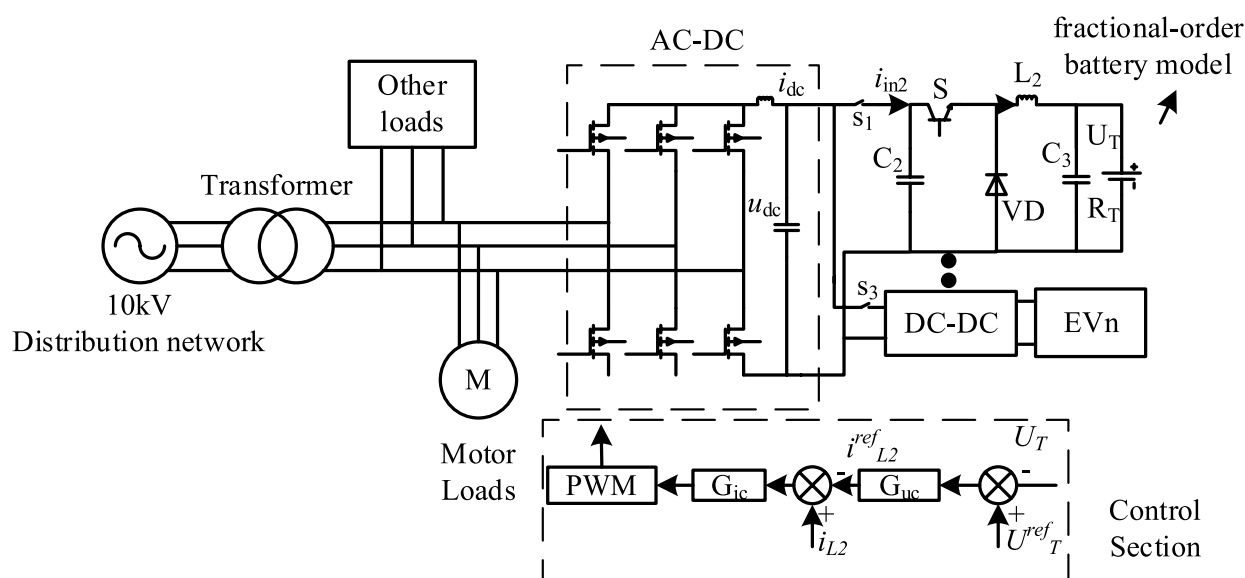 fractional-order
battery model
AC-DC
Other
loads
i_dc
i_in2
S
L_2
s_1
C_2
C_3
U_T
Transformer
u_dc
VD
R_T
10kV
Distribution network
s_3
DC-DC
EVn
M
Motor
Loads
i^ref_L2
U_T
-
-
PWM
G_ic
G_uc
+
+
i_L2
U^ref_T
Control
Section